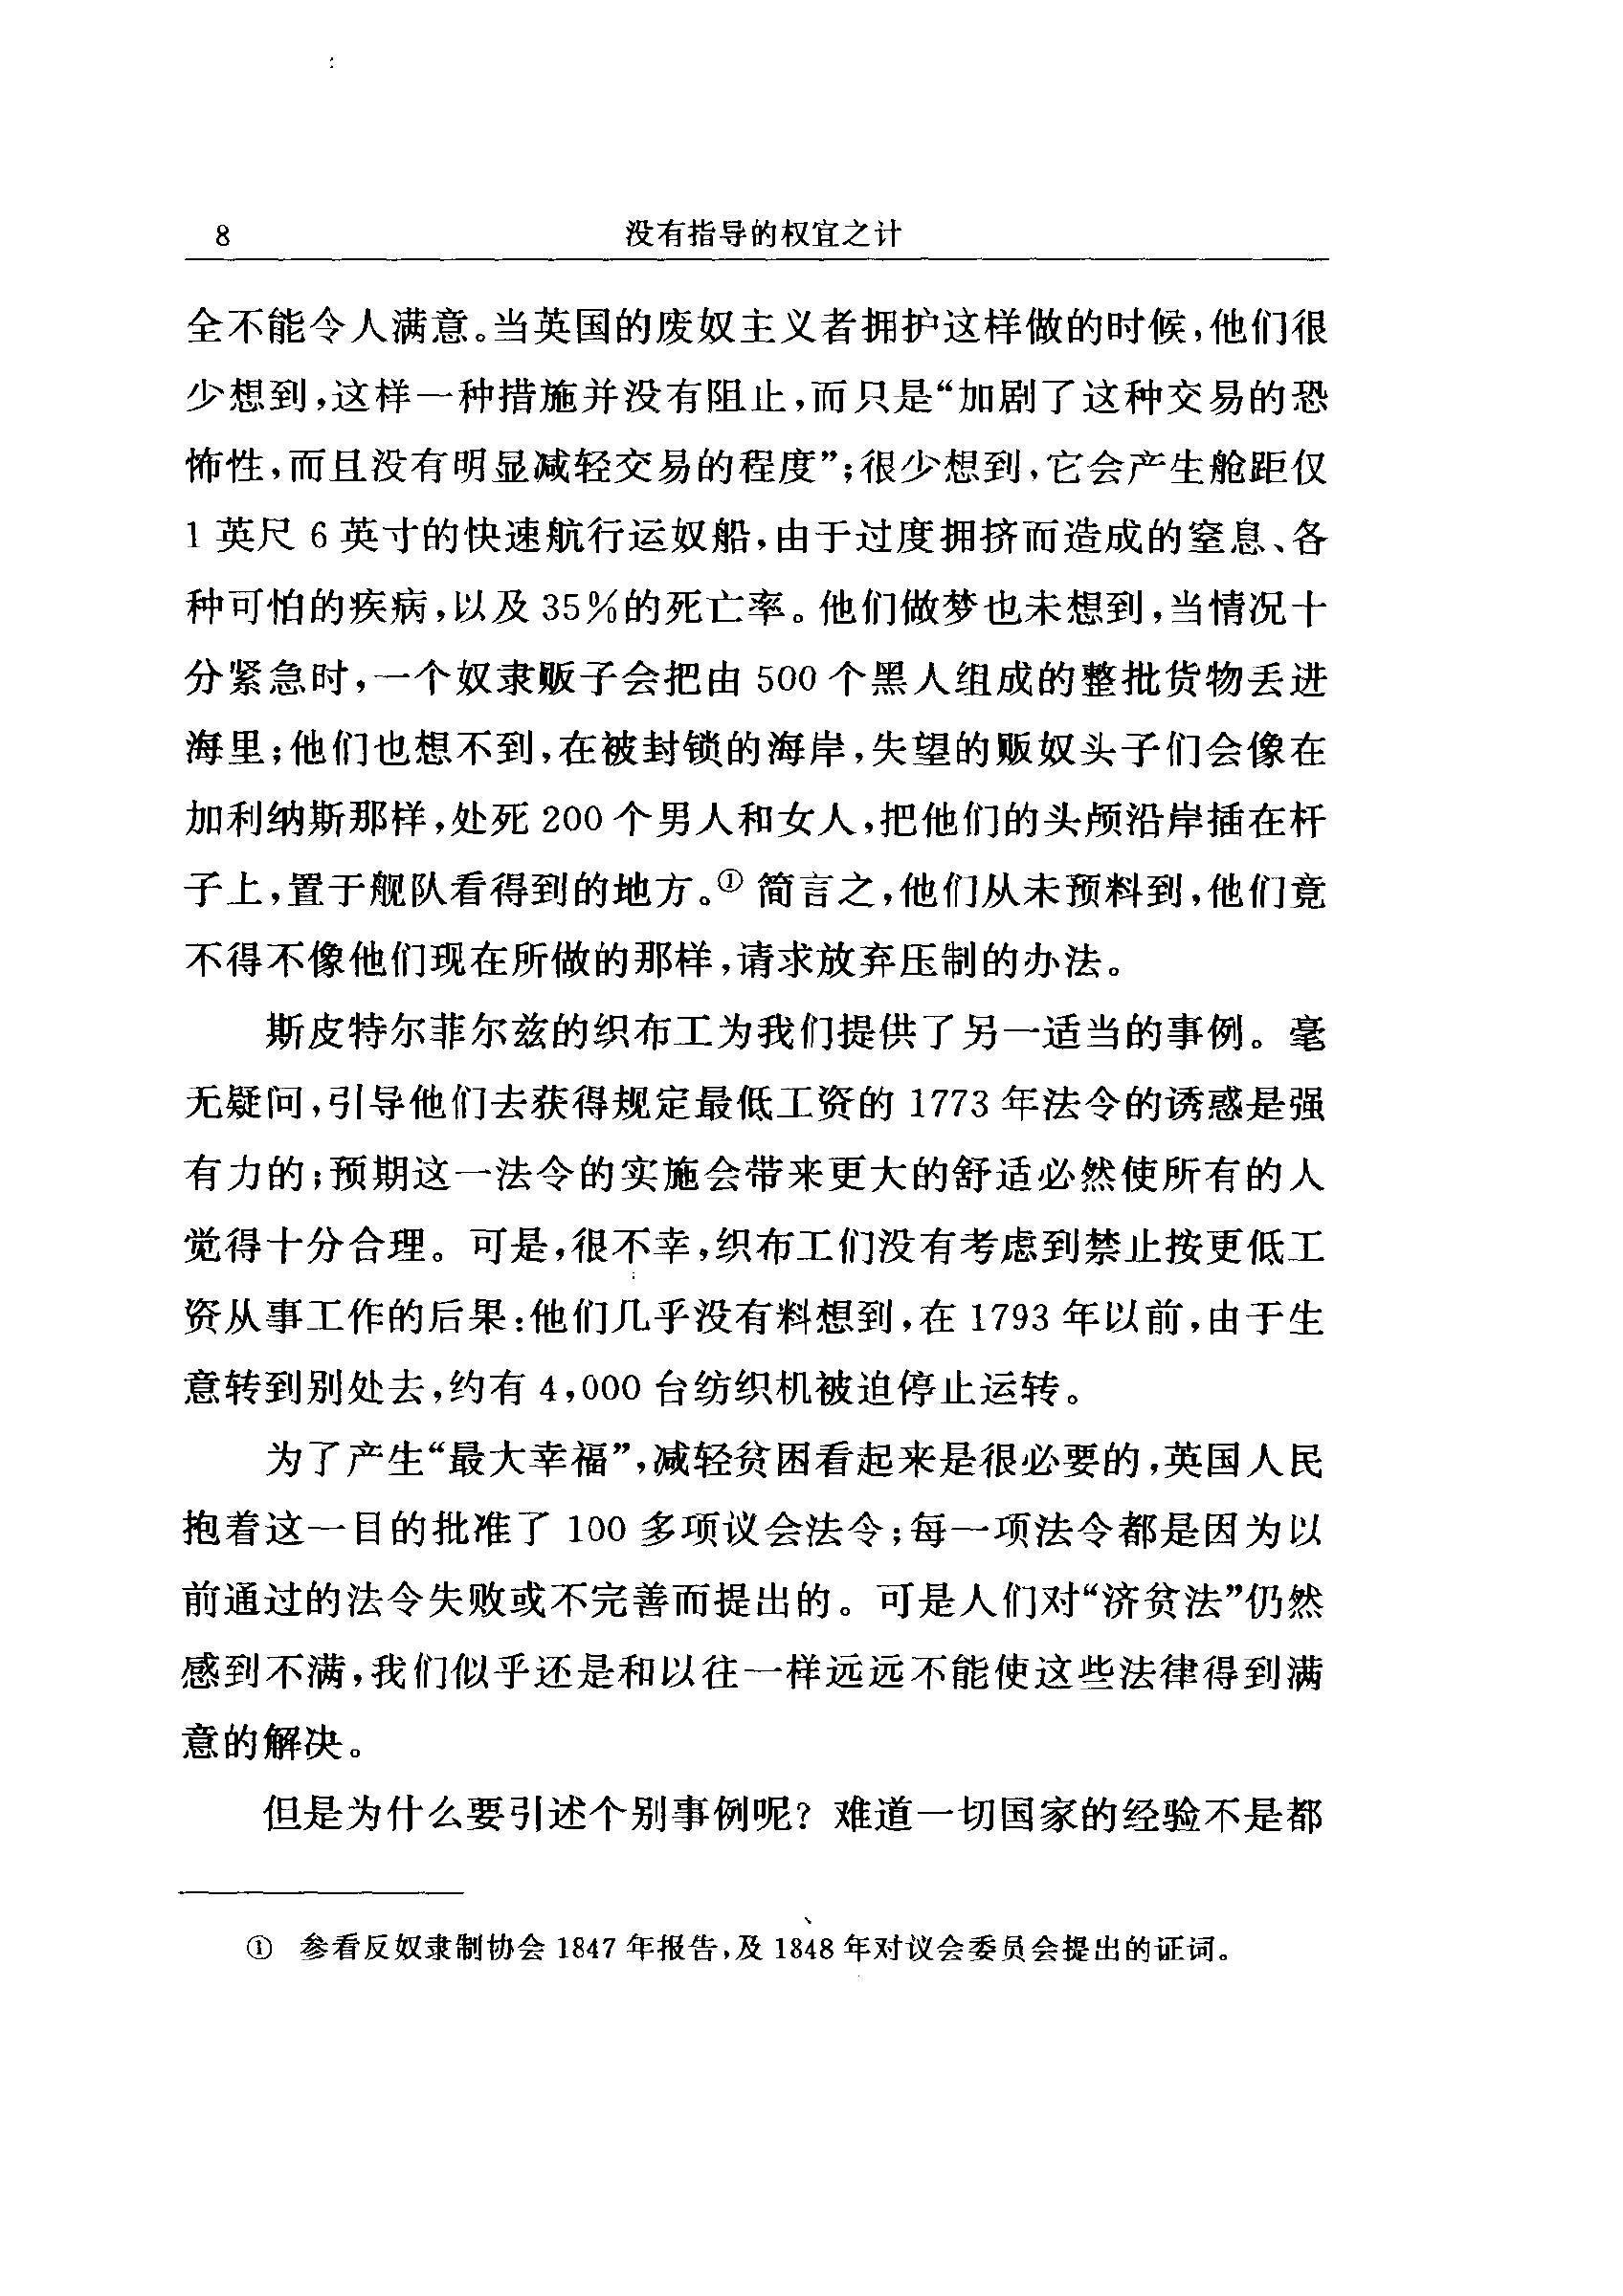 8 没有指导的权宜之计
全不能令人满意。当英国的废奴主义者拥护这样做的时候,他们很
少想到,这样一种措施并没有阻止,而只是“加剧了这种交易的恐
怖性,而且没有明显减轻交易的程度”;很少想到,它会产生舱距仅
1 英尺 6 英寸的快速航行运奴船,由于过度拥挤而造成的窒息、各
种可怕的疾病,以及 35%的死亡率。他们做梦也未想到,当情况十
分紧急时,一个奴隶贩子会把由 500 个黑人组成的整批货物丢进
海里;他们也想不到,在被封锁的海岸,失望的贩奴头子们会像在
加利纳斯那样,处死 200 个男人和女人,把他们的头颅沿岸插在杆
子上,置于舰队看得到的地方。① 简言之,他们从未预料到,他们竟
不得不像他们现在所做的那样,请求放弃压制的办法。
斯皮特尔菲尔兹的织布工为我们提供了另一适当的事例。毫
无疑问,引导他们去获得规定最低工资的 1773 年法令的诱惑是强
有力的;预期这一法令的实施会带来更大的舒适必然使所有的人
觉得十分合理。可是,很不幸,织布工们没有考虑到禁止按更低工
资从事工作的后果:他们几乎没有料想到,在 1793 年以前,由于生
意转到别处去,约有 4,000 台纺织机被迫停止运转。
为了产生“最大幸福”,减轻贫困看起来是很必要的,英国人民
抱着这一目的批准了 100 多项议会法令;每一项法令都是因为以
前通过的法令失败或不完善而提出的。可是人们对“济贫法”仍然
感到不满,我们似乎还是和以往一样远远不能使这些法律得到满
意的解决。
但是为什么要引述个别事例呢? 难道一切国家的经验不是都
① 参看反奴隶制协会 1847 年报告,及 1848 年对议会委员会提出的证词。